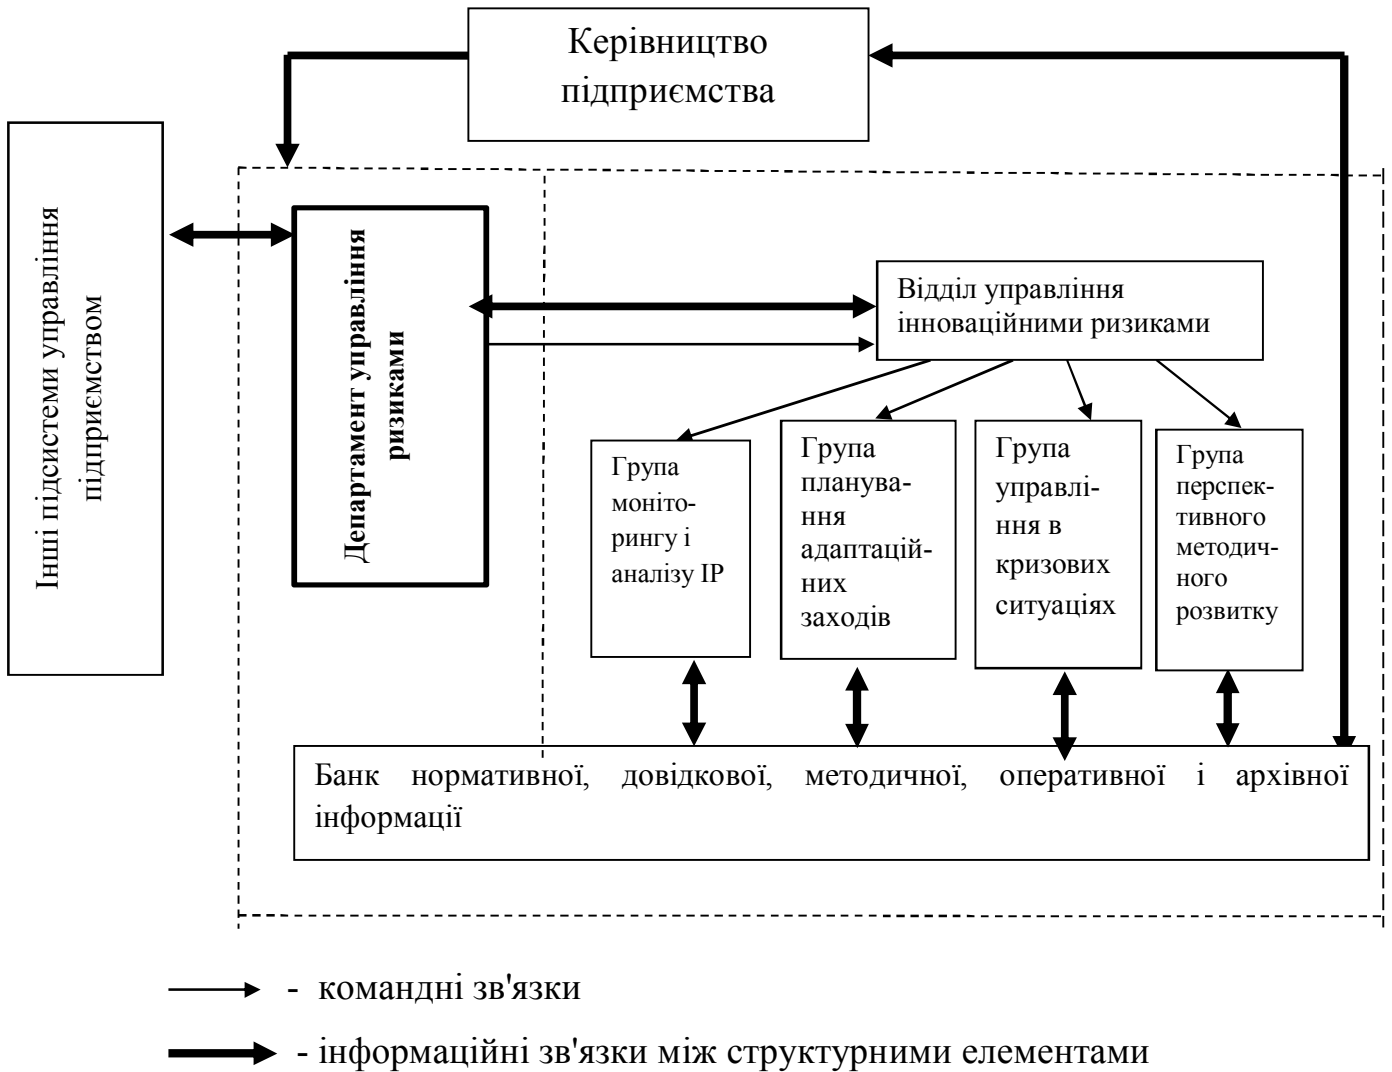 Керівництво
підприємства
Інші підсистеми управління
підприємством
Департамент управління
ризиками
Відділ управління
інноваційними ризиками
Група
моніто-
рингу і
аналізу ІР
Група
планува-
ння
адаптацій-
них
заходів
Група
управлі-
ння в
кризових
ситуаціях
Група
перспек-
тивного
методич-
ного
розвитку
Банк нормативної, довідкової, методичної, оперативної і архівної
інформації
- командні зв'язки
- інформаційні зв'язки між структурними елементами